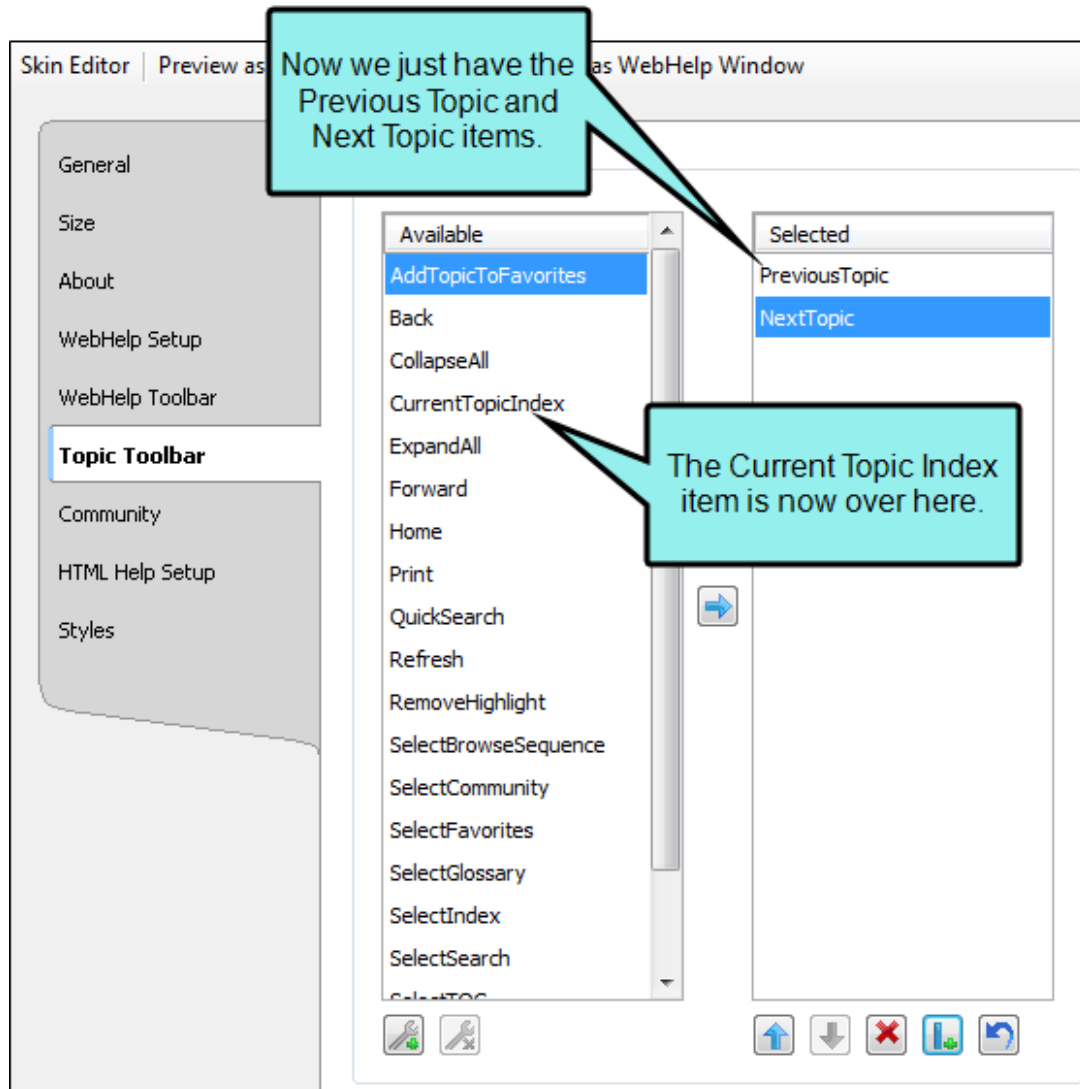 Skin Editor Preview as
as WebHelp Window
Now we just have the
Previous Topic and
Next Topic items.
General
Size
About
WebHelp Setup
WebHelp Toolbar
Topic Toolbar
Community
HTML Help Setup
Styles
Available
AddTopicToFavorites
Back
CollapseAll
CurrentTopicIndex
ExpandAll
Forward
Home
Print
QuickSearch
Refresh
RemoveHighlight
SelectBrowseSequence
SelectCommunity
SelectFavorites
SelectGlossary
SelectIndex
SelectSearch
SelectTOC
Selected
PreviousTopic
NextTopic
The Current Topic Index
item is now over here.